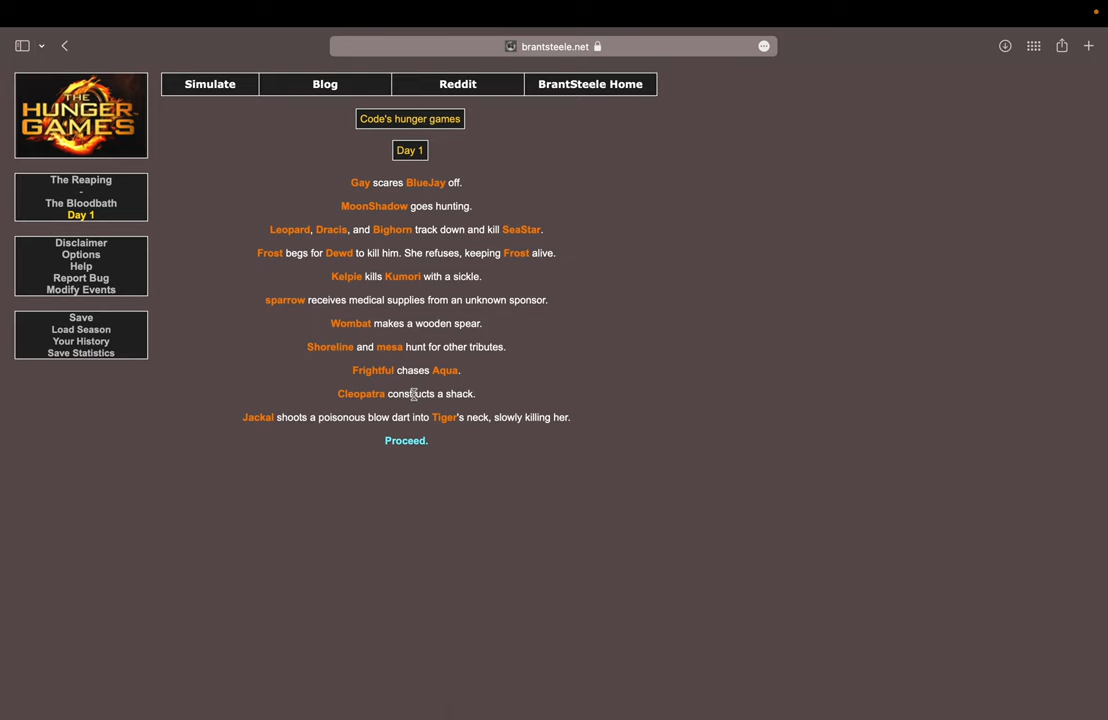 brantsteele.net
THE
HUNGER
GAMES
Simulate
Blog
Reddit
BrantSteele Home
Code's hunger games
Day 1
The Reaping
-
The Bloodbath
Day 1
Disclaimer
Options
Help
Report Bug
Modify Events
Save
Load Season
Your History
Save Statistics
Gay scares BlueJay off.
MoonShadow goes hunting.
Leopard, Dracis, and Bighorn track down and kill SeaStar.
Frost begs for Dewd to kill him. She refuses, keeping Frost alive.
Kelpie kills Kumori with a sickle.
sparrow receives medical supplies from an unknown sponsor.
Wombat makes a wooden spear.
Shoreline and mesa hunt for other tributes.
Frightful chases Aqua.
Cleopatra constructs a shack.
Jackal shoots a poisonous blow dart into Tiger's neck, slowly killing her.
Proceed.